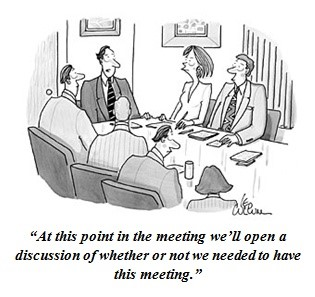 “At this point in the meeting we’ll open a
discussion of whether or not we needed to have
this meeting.”